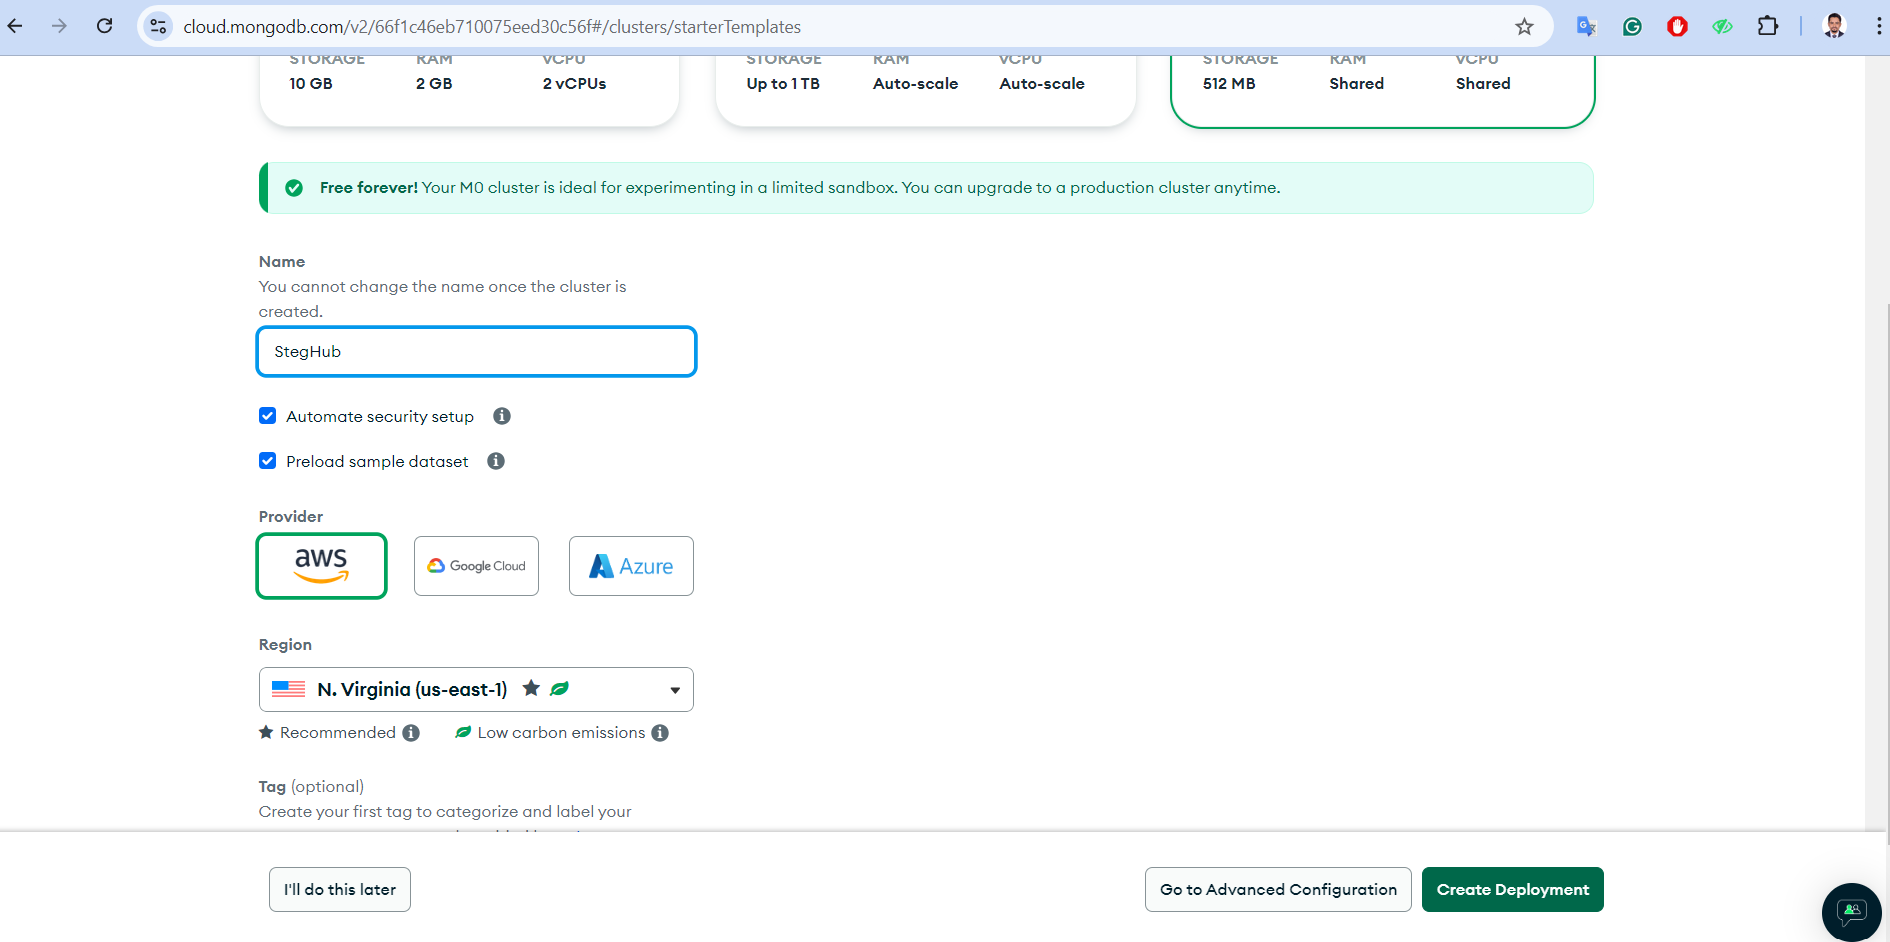 cloud.mongodb.com/v2/66f1c46eb710075eed30c56f#/clusters/starterTemplates
STORAGE RAM VCPU STORAGE RAM VCPU STORAGE RAM VCPU
10 GB 2 GB 2 vCPUs Up to 1 TB Auto-scale Auto-scale 512 MB Shared Shared
Free forever! Your M0 cluster is ideal for experimenting in a limited sandbox. You can upgrade to a production cluster anytime.
Name
You cannot change the name once the cluster is
created.
StegHub
Automate security setup
Preload sample dataset
Provider
aws Google Cloud Azure
Region
N. Virginia (us-east-1)
Recommended Low carbon emissions
Tag (optional)
Create your first tag to categorize and label your
I'll do this later Go to Advanced Configuration Create Deployment